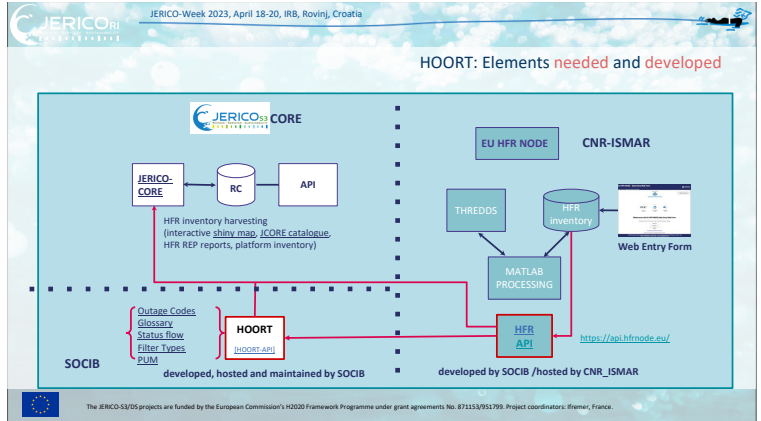 JERICO RI
JERICO-Week 2023, April 18-20, IRB, Rovinj, Croatia
HOORT: Elements needed and developed
JERICO S3 CORE
EU HFR NODE
CNR-ISMAR
JERICO-
CORE
RC
API
THREDDS
HFR
inventory
Web Entry Form
HFR inventory harvesting
(interactive shiny map, JCORE catalogue,
HFR REP reports, platform inventory)
MATLAB
PROCESSING
Outage Codes
Glossary
Status flow
Filter Types
PUM
HOORT
[HOORT-API]
HFR
API
https://api.hfrnode.eu/
SOCIB
developed, hosted and maintained by SOCIB
developed by SOCIB /hosted by CNR_ISMAR
The JERICO-S3/DS projects are funded by the European Commission's H2020 Framework Programme under grant agreements No. 871153/951799. Project coordinators: Ifremer, France.